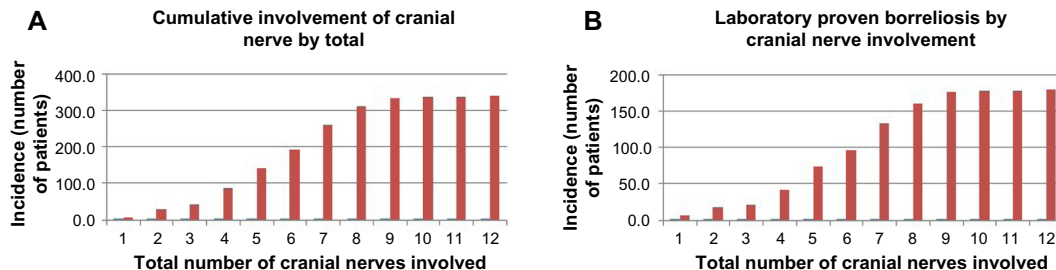 A
Cumulative involvement of cranial
nerve by total
Incidence (number
of patients)
400.0
300.0
200.0
100.0
0.0
1 2 3 4 5 6 7 8 9 10 11 12
Total number of cranial nerves involved
B
Laboratory proven borreliosis by
cranial nerve involvement
Incidence (number
of patients)
200.0
150.0
100.0
50.0
0.0
1 2 3 4 5 6 7 8 9 10 11 12
Total number of cranial nerves involved